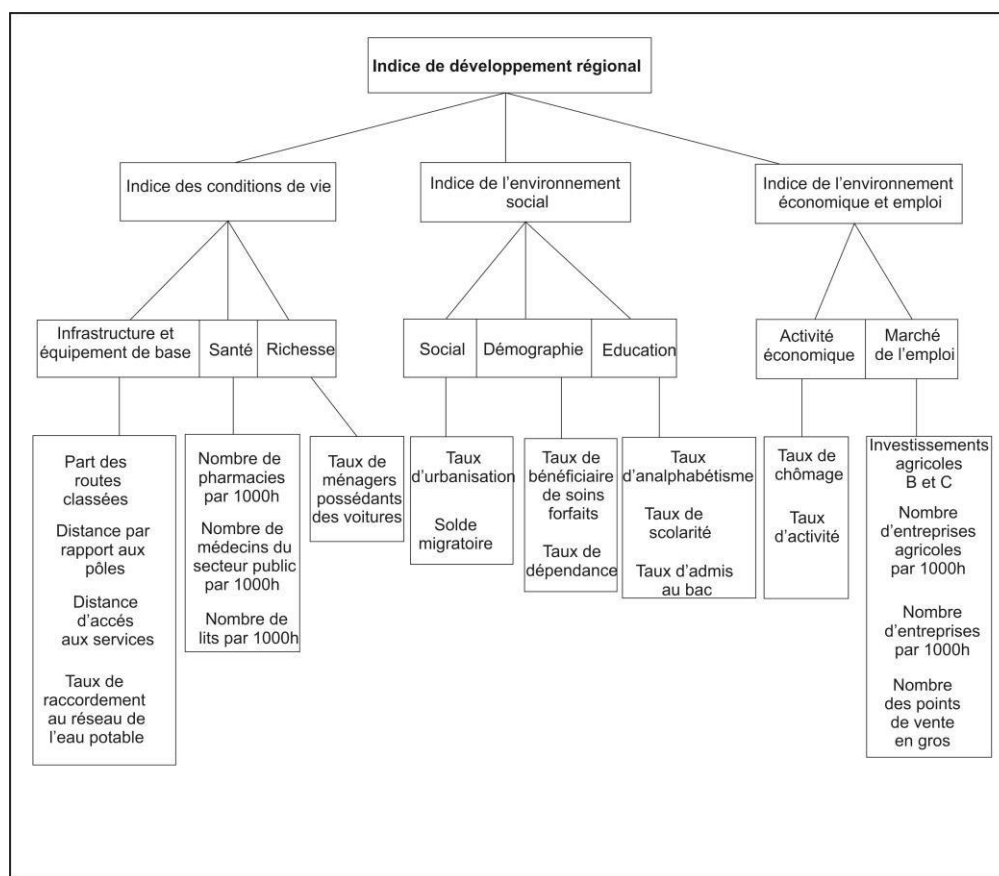 Indice de développement régional
Indice des conditions de vie
Indice de l'environnement
social
Indice de l'environnement
économique et emploi
Infrastructure et
équipement de base
Santé
Richesse
Social
Démographie
Education
Activité
économique
Marché
de l'emploi
Part des
routes
classées
Distance par
rapport aux
pôles
Distance
d'accés
aux services
Taux de
raccordement
au réseau de
l'eau potable
Nombre de
pharmacies
par 1000h
Nombre de
médecins du
secteur public
par 1000h
Nombre de
lits par 1000h
Taux de
ménagers
possédants
des voitures
Taux
d'urbanisation
Solde
migratoire
Taux de
bénéficiaire
de soins
forfaits
Taux de
dépendance
Taux
d'analphabétisme
Taux de
scolarité
Taux d'admis
au bac
Taux de
chômage
Taux
d'activité
Investissements
agricoles
B et C
Nombre
d'entreprises
agricoles
par 1000h
Nombre
d'entreprises
par 1000h
Nombre
des points
de vente
en gros